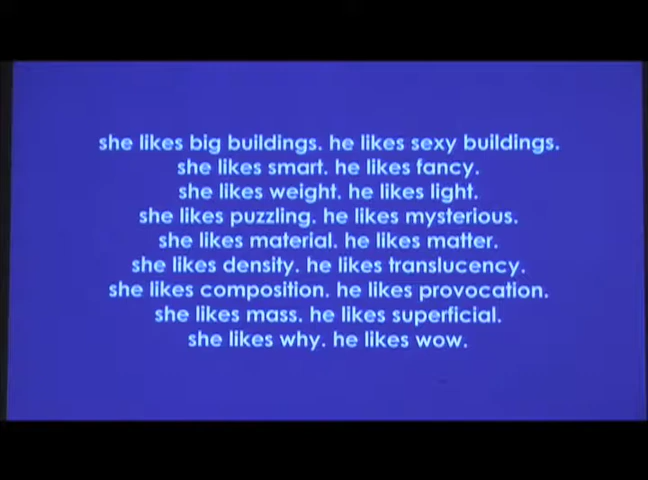 she likes big buildings. he likes sexy buildings.
she likes smart. he likes fancy.
she likes weight. he likes light.
she likes puzzling. he likes mysterious.
she likes material. he likes matter.
she likes density. he likes translucency.
she likes composition. he likes provocation.
she likes mass. he likes superficial.
she likes why. he likes wow.